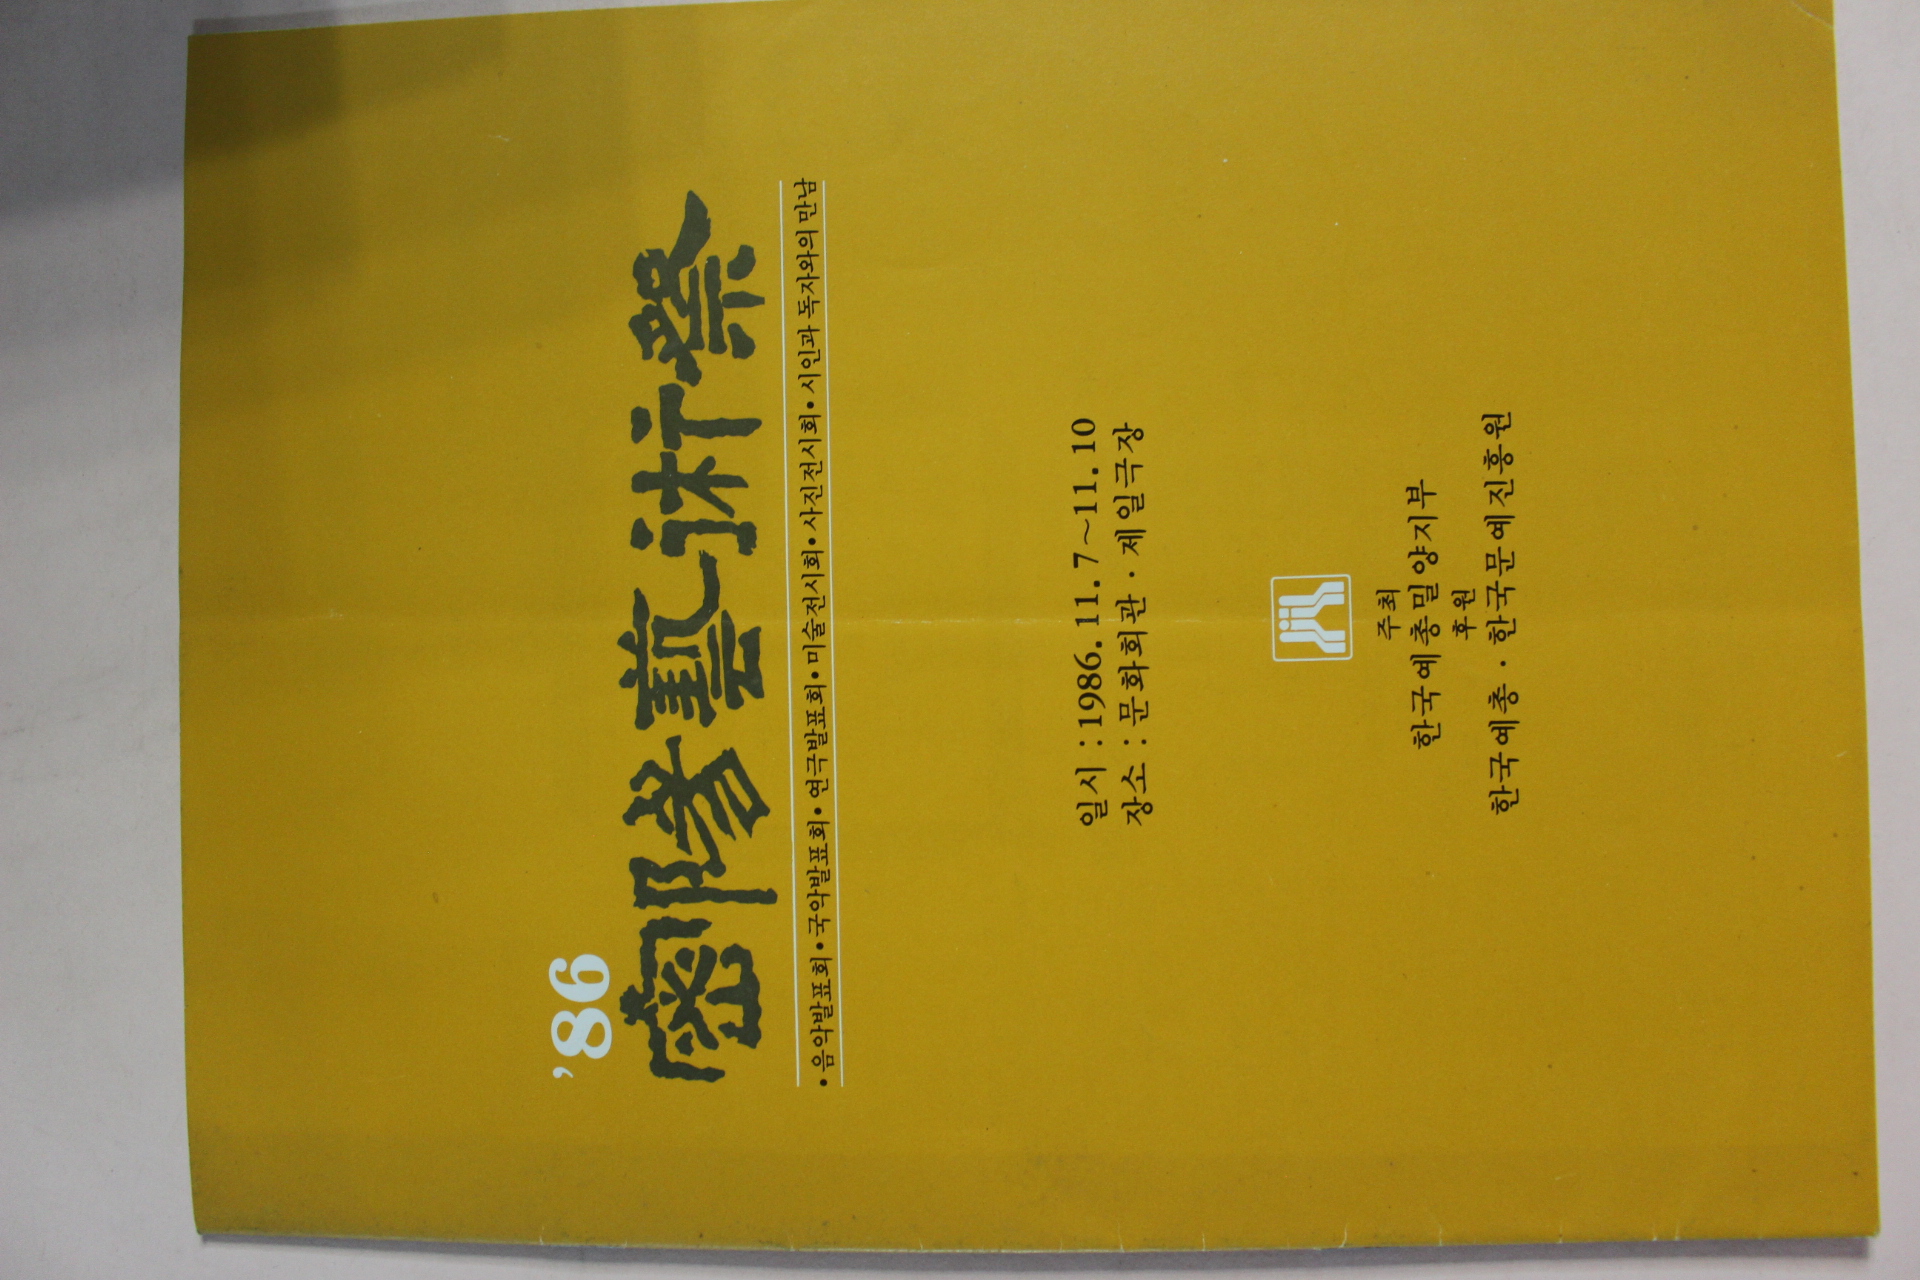 '86
密陽藝術祭
• 음악발표회 • 국악발표회 • 연극발표회 • 미술전시회 • 사진전시회 • 시인과 독자와의 만남
일시 : 1986. 11. 7~11. 10
장소 : 문화회관 · 제일극장
주최
한국예총밀양지부
후원
한국예총 · 한국문예진흥원